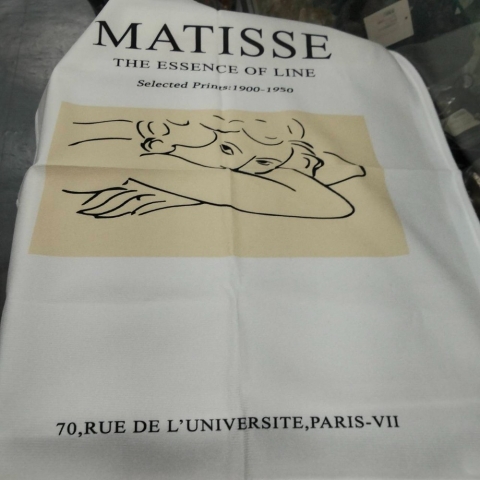 MATISSE
THE ESSENCE OF LINE
Selected Prints:1900-1950
70,RUE DE L'UNIVERSITE,PARIS-VII